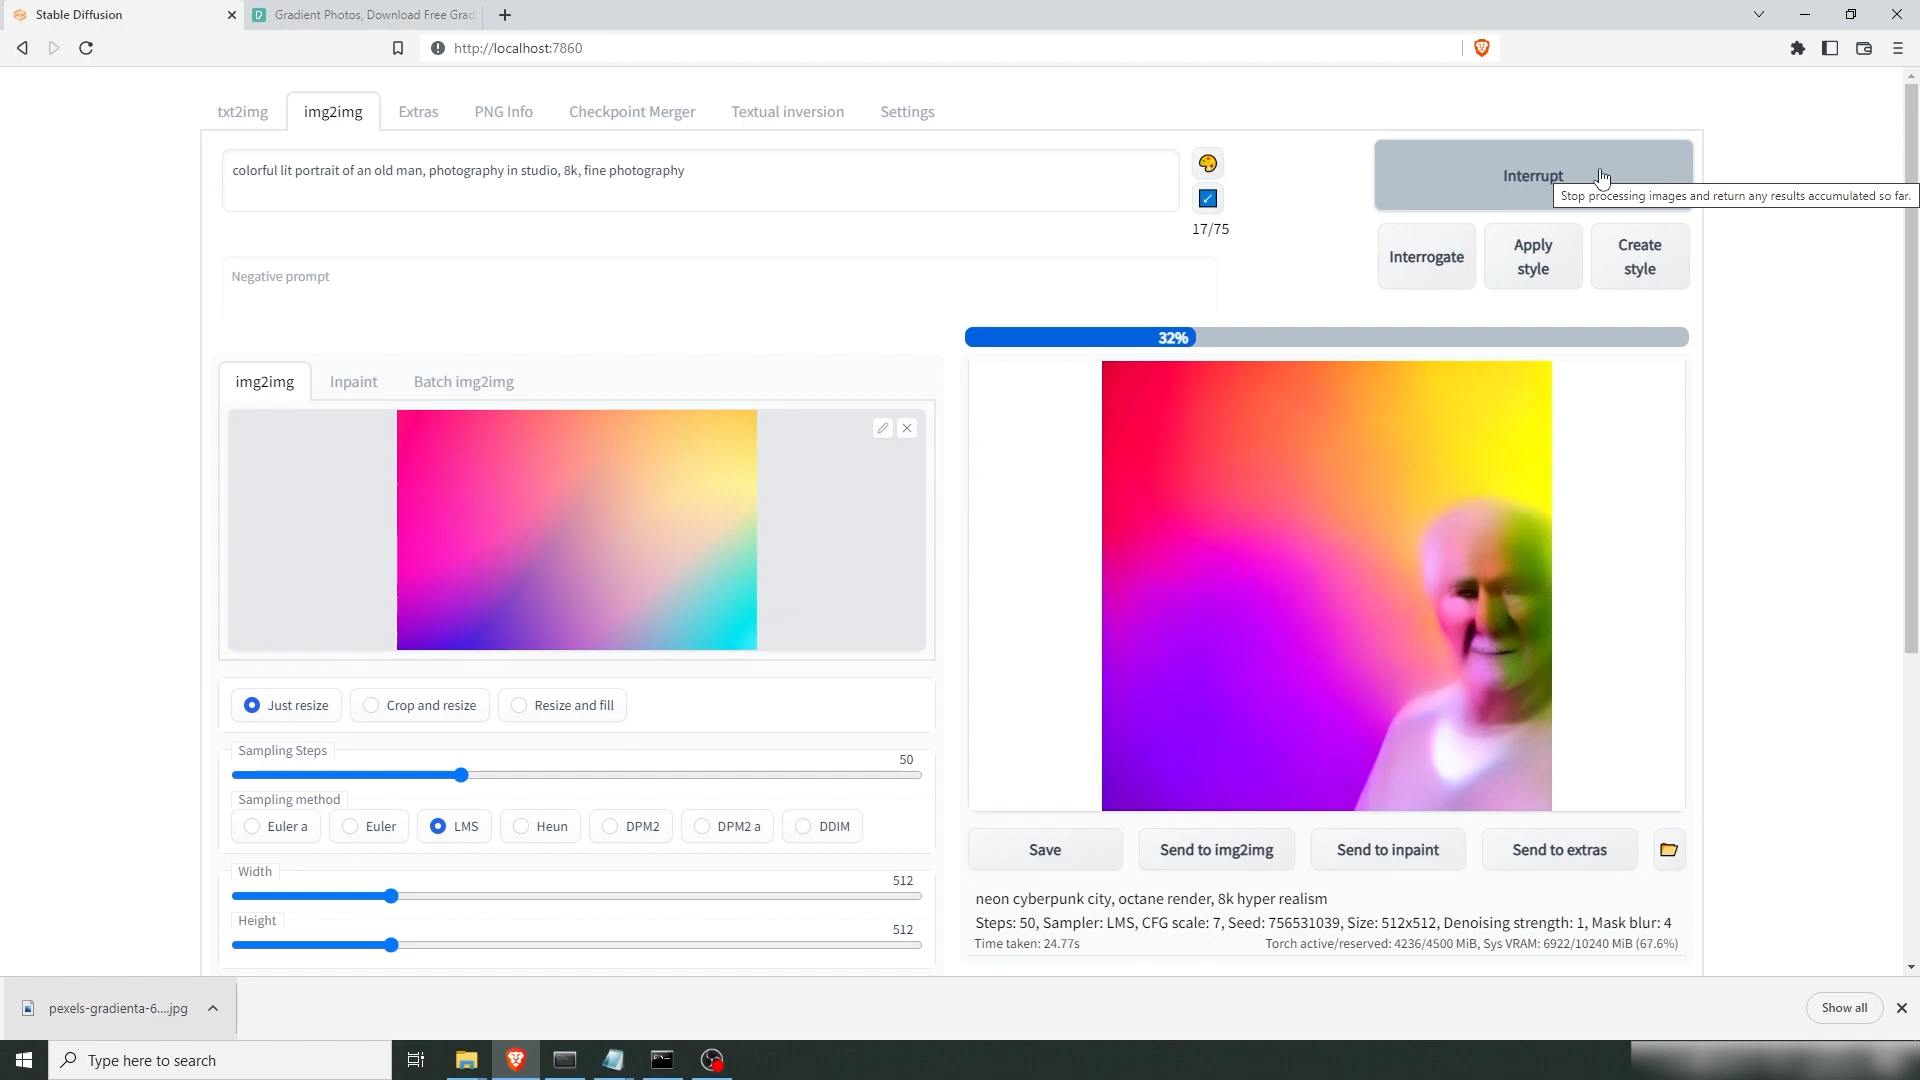 Stable Diffusion
Gradient Photos, Download Free Grad
http://localhost:7860
txt2img
img2img
Extras
PNG Info
Checkpoint Merger
Textual inversion
Settings
colorful lit portrait of an old man, photography in studio, 8k, fine photography
17/75
Interrupt
Stop processing images and return any results accumulated so far.
Interrogate
Apply
style
Create
style
Negative prompt
32%
img2img
Inpaint
Batch img2img
Just resize
Crop and resize
Resize and fill
Sampling Steps
50
Sampling method
Euler a
Euler
LMS
Heun
DPM2
DPM2 a
DDIM
Width
512
Height
512
Save
Send to img2img
Send to inpaint
Send to extras
neon cyberpunk city, octane render, 8k hyper realism
Steps: 50, Sampler: LMS, CFG scale: 7, Seed: 756531039, Size: 512x512, Denoising strength: 1, Mask blur: 4
Time taken: 24.77s
Torch active/reserved: 4236/4500 MiB, Sys VRAM: 6922/10240 MiB (67.6%)
pexels-gradienta-6....jpg
Show all
Type here to search